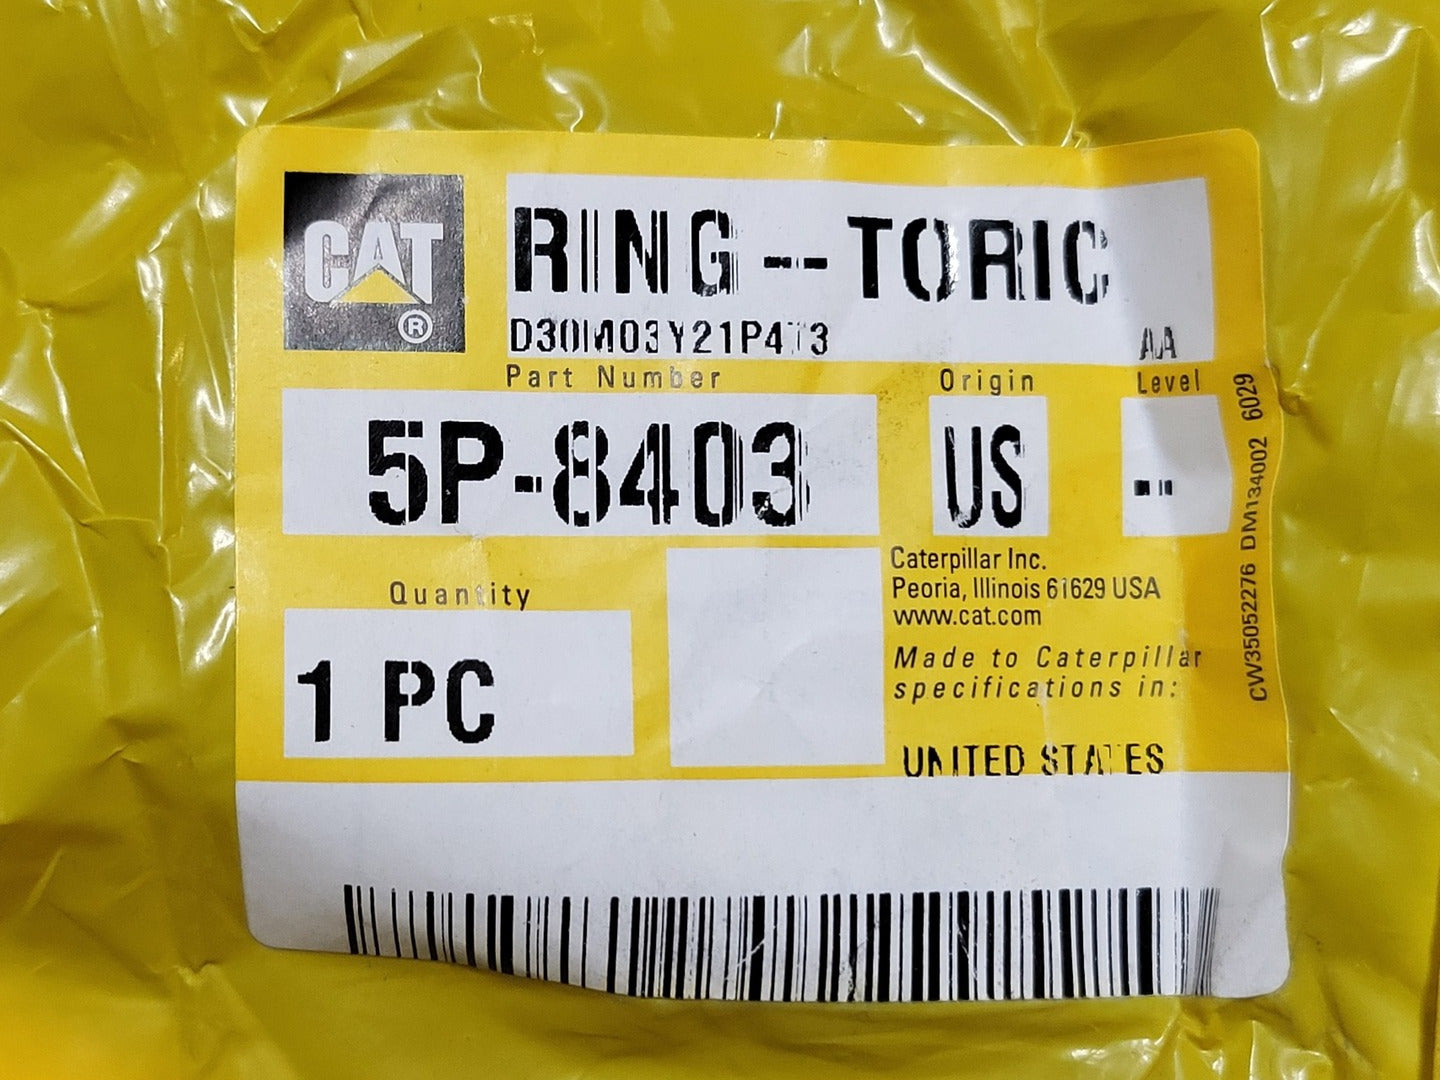 CAT
®
RING--TORIC
D30M03Y21P4T3
AA
Part Number
Origin
Level
5P-8403
US
--
Quantity
1 PC
Caterpillar Inc.
Peoria, Illinois 61629 USA
www.cat.com
Made to Caterpillar
specifications in:
UNITED STATES
CW35052276 DM134002 6029